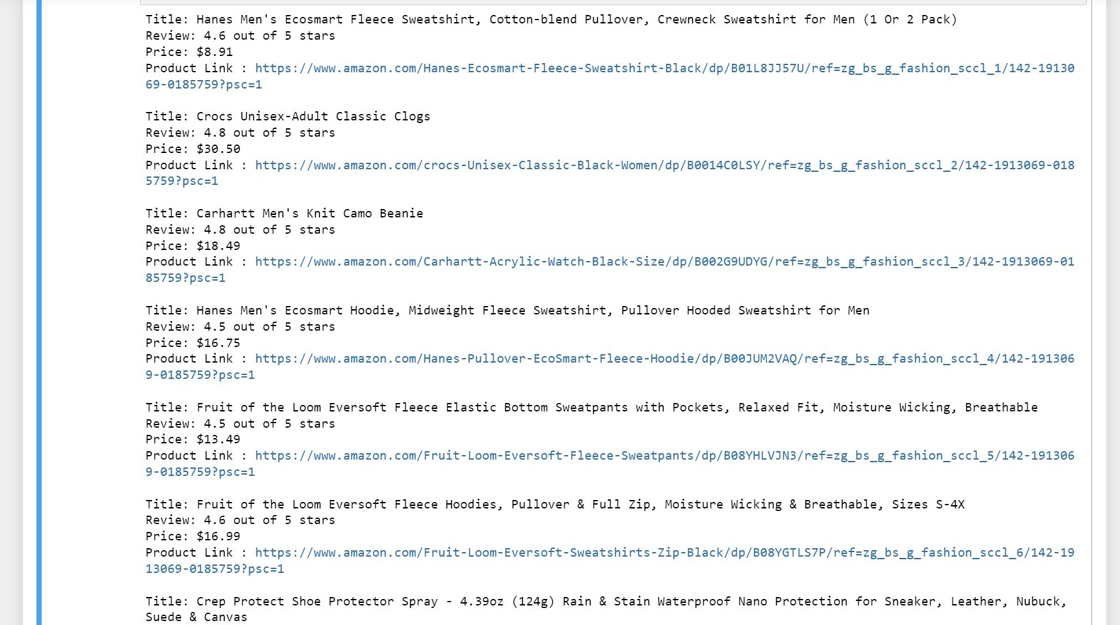 Title: Hanes Men's Ecosmart Fleece Sweatshirt, Cotton-blend Pullover, Crewneck Sweatshirt for Men (1 Or 2 Pack)
Review: 4.6 out of 5 stars
Price: $8.91
Product Link : https://www.amazon.com/Hanes-Ecosmart-Fleece-Sweatshirt-Black/dp/B01L8JJ57U/ref=zg_bs_g_fashion_sccl_1/142-19130
69-0185759?psc=1
Title: Crocs Unisex-Adult Classic Clogs
Review: 4.8 out of 5 stars
Price: $30.50
Product Link : https://www.amazon.com/crocs-Unisex-Classic-Black-Women/dp/B0014C0LSY/ref=zg_bs_g_fashion_sccl_2/142-1913069-018
5759?psc=1
Title: Carhartt Men's Knit Camo Beanie
Review: 4.8 out of 5 stars
Price: $18.49
Product Link : https://www.amazon.com/Carhartt-Acrylic-Watch-Black-Size/dp/B002G9UDYG/ref=zg_bs_g_fashion_sccl_3/142-1913069-01
85759?psc=1
Title: Hanes Men's Ecosmart Hoodie, Midweight Fleece Sweatshirt, Pullover Hooded Sweatshirt for Men
Review: 4.5 out of 5 stars
Price: $16.75
Product Link : https://www.amazon.com/Hanes-Pullover-EcoSmart-Fleece-Hoodie/dp/B00JUM2VAQ/ref=zg_bs_g_fashion_sccl_4/142-191306
9-0185759?psc=1
Title: Fruit of the Loom Eversoft Fleece Elastic Bottom Sweatpants with Pockets, Relaxed Fit, Moisture Wicking, Breathable
Review: 4.5 out of 5 stars
Price: $13.49
Product Link : https://www.amazon.com/Fruit-Loom-Eversoft-Fleece-Sweatpants/dp/B08YHLVJN3/ref=zg_bs_g_fashion_sccl_5/142-191306
9-0185759?psc=1
Title: Fruit of the Loom Eversoft Fleece Hoodies, Pullover & Full Zip, Moisture Wicking & Breathable, Sizes S-4X
Review: 4.6 out of 5 stars
Price: $16.99
Product Link : https://www.amazon.com/Fruit-Loom-Eversoft-Sweatshirts-Zip-Black/dp/B08YGTLS7P/ref=zg_bs_g_fashion_sccl_6/142-19
13069-0185759?psc=1
Title: Crep Protect Shoe Protector Spray - 4.39oz (124g) Rain & Stain Waterproof Nano Protection for Sneaker, Leather, Nubuck,
Suede & Canvas